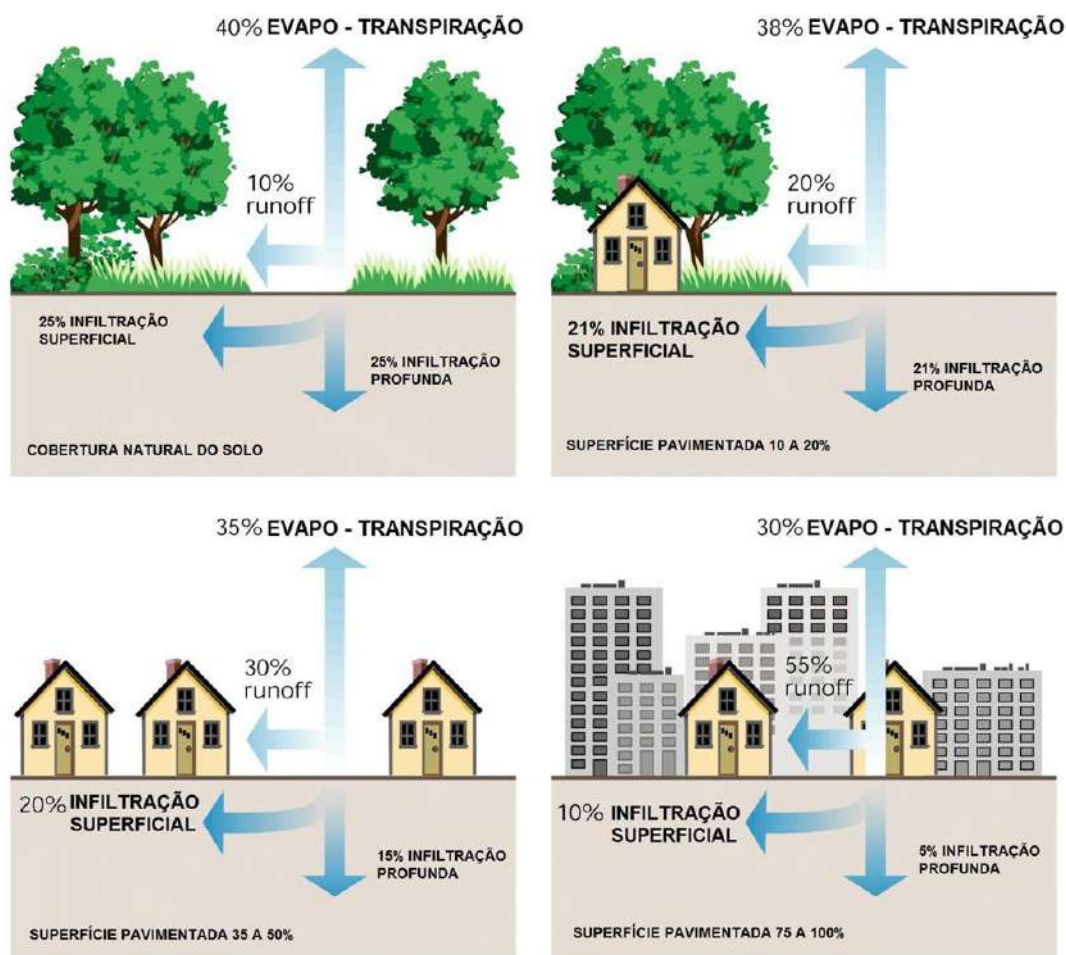 40% EVAPO - TRANSPIRAÇÃO
10%
runoff
25% INFILTRAÇÃO
SUPERFICIAL
25% INFILTRAÇÃO
PROFUNDA
COBERTURA NATURAL DO SOLO
38% EVAPO - TRANSPIRAÇÃO
20%
runoff
21% INFILTRAÇÃO
SUPERFICIAL
21% INFILTRAÇÃO
PROFUNDA
SUPERFÍCIE PAVIMENTADA 10 A 20%
35% EVAPO - TRANSPIRAÇÃO
30%
runoff
20% INFILTRAÇÃO
SUPERFICIAL
15% INFILTRAÇÃO
PROFUNDA
SUPERFÍCIE PAVIMENTADA 35 A 50%
30% EVAPO - TRANSPIRAÇÃO
55%
runoff
10% INFILTRAÇÃO
SUPERFICIAL
5% INFILTRAÇÃO
PROFUNDA
SUPERFÍCIE PAVIMENTADA 75 A 100%